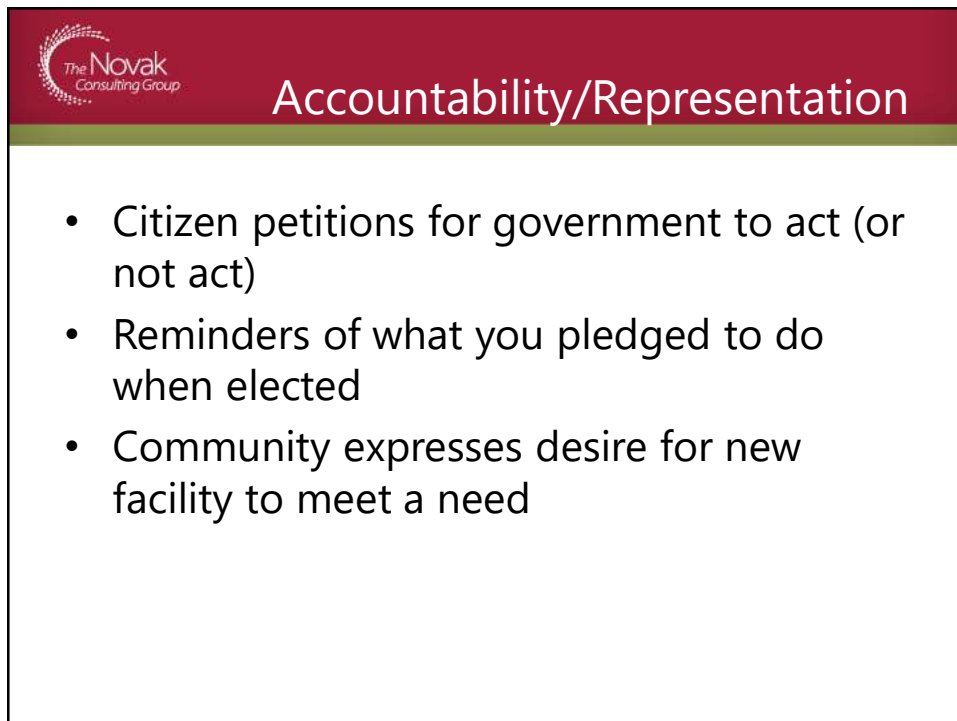 The Novak
Consulting Group
Accountability/Representation
• Citizen petitions for government to act (or
not act)
• Reminders of what you pledged to do
when elected
• Community expresses desire for new
facility to meet a need